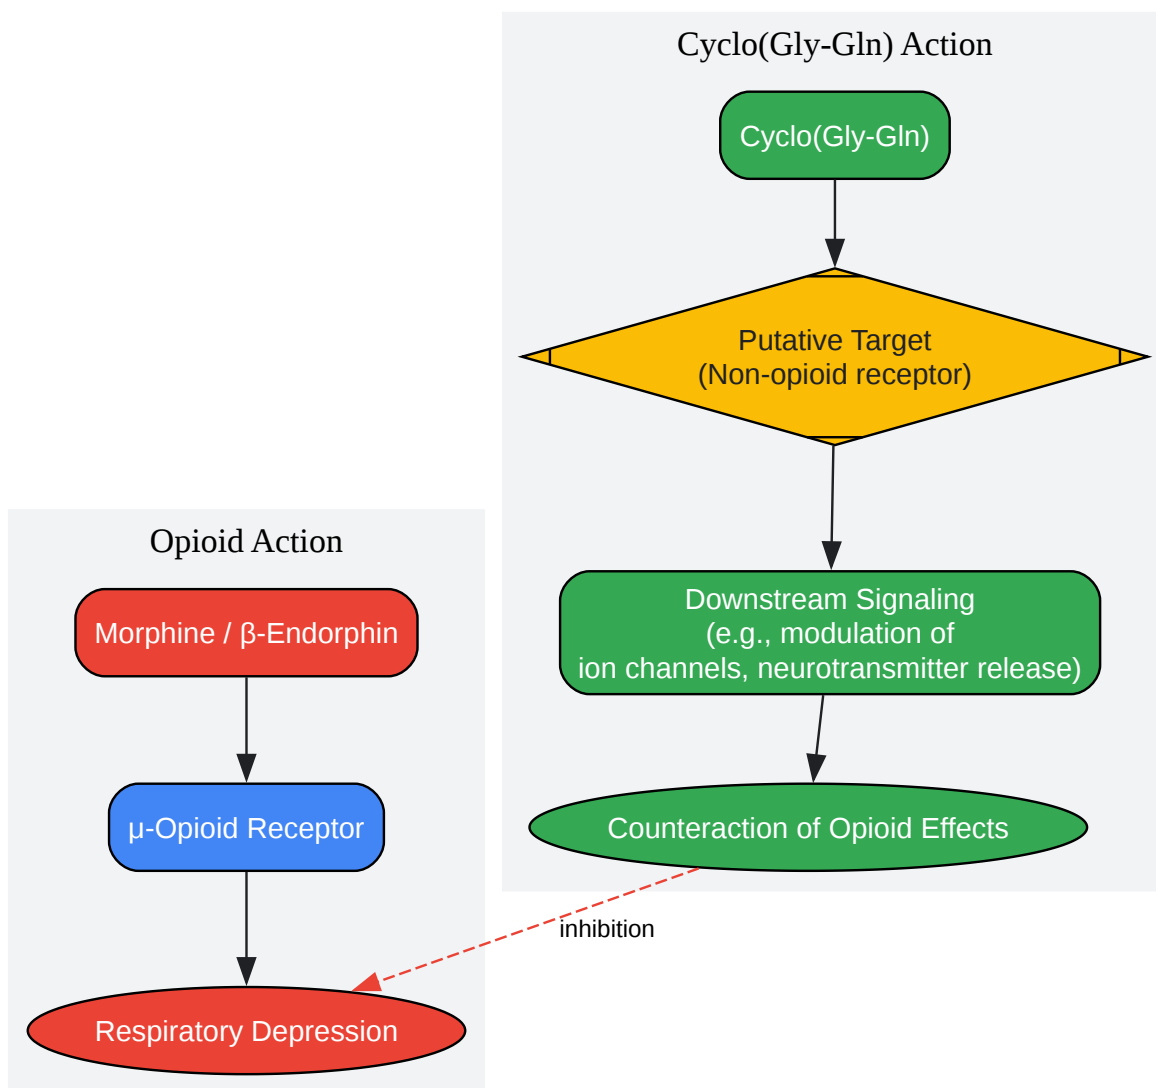 Cyclo(Gly-Gln) Action
Cyclo(Gly-Gln)
Putative Target
(Non-opioid receptor)
Downstream Signaling
(e.g., modulation of
ion channels, neurotransmitter release)
Counteraction of Opioid Effects
Opioid Action
Morphine / β-Endorphin
μ-Opioid Receptor
inhibition
Respiratory Depression